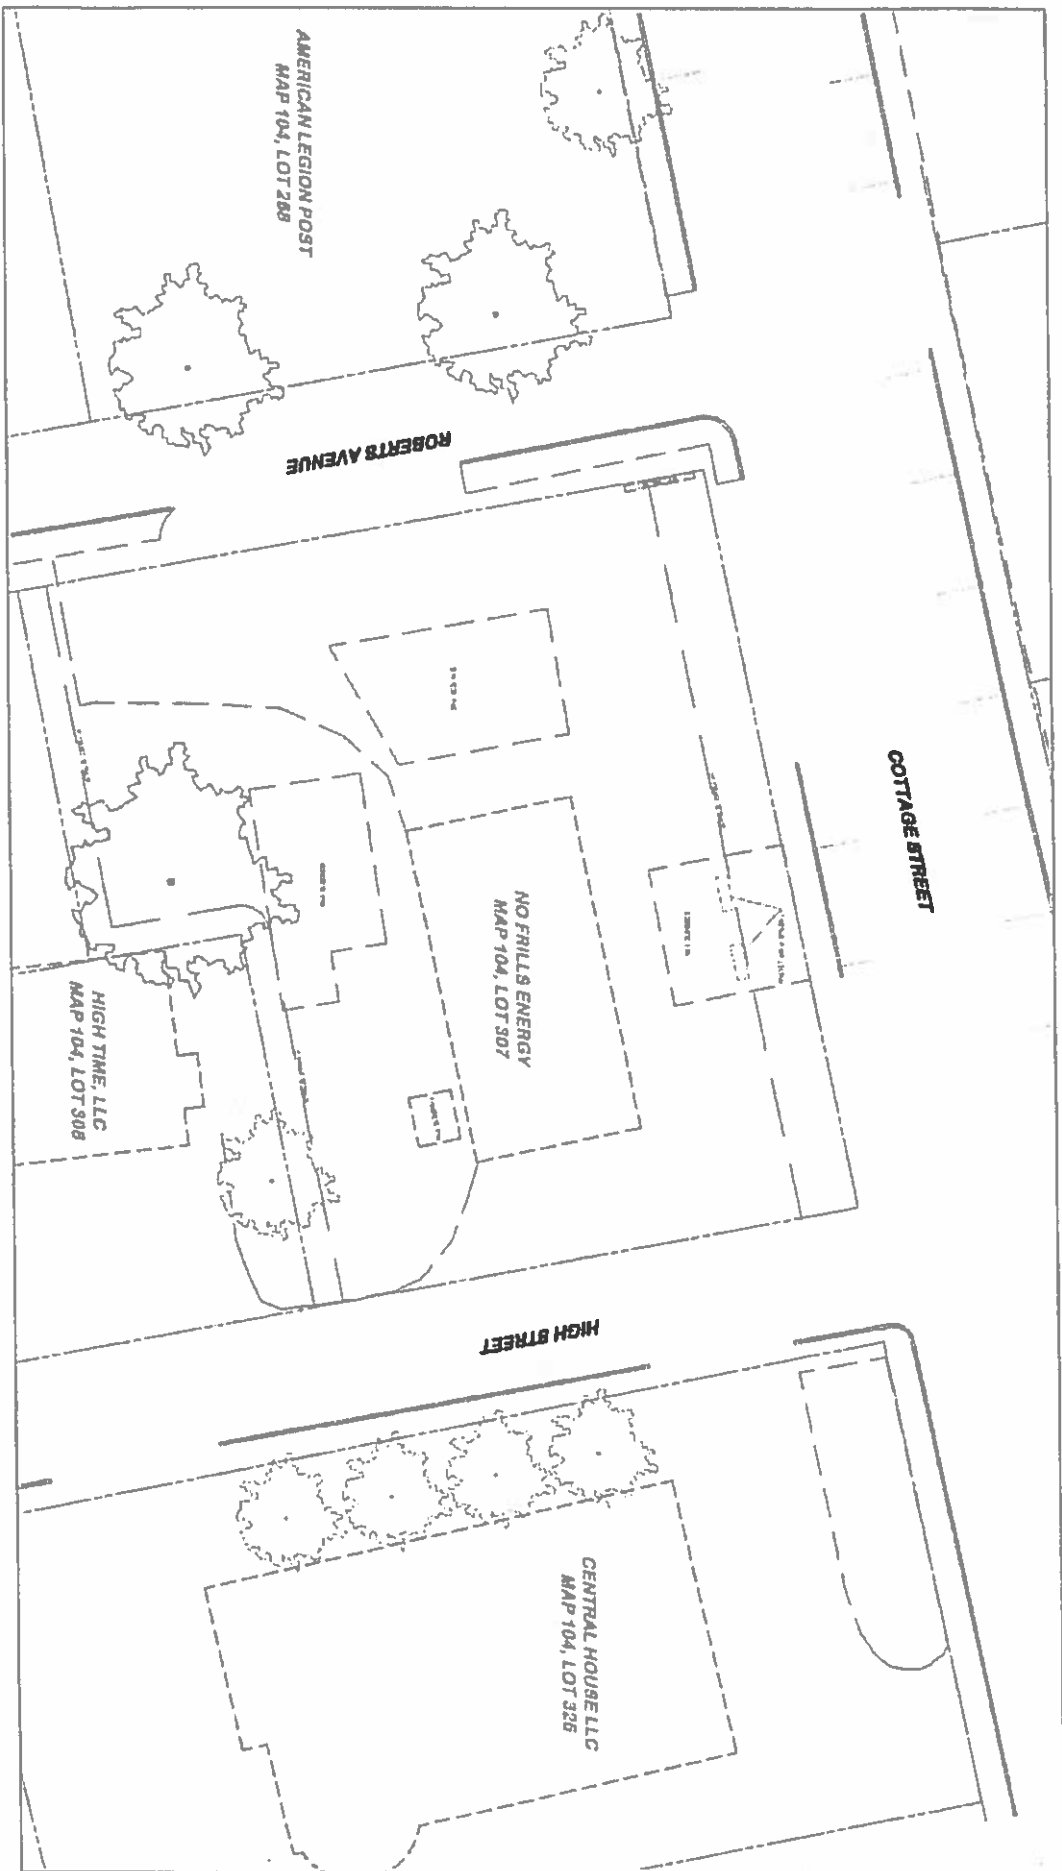 AMERICAN LEGION POST
MAP 104, LOT 268
ROBERTS AVENUE
COTTAGE STREET
NO FRILLS ENERGY
MAP 104, LOT 307
HIGH TIME, LLC
MAP 104, LOT 308
HIGH STREET
CENTRAL HOUSE LLC
MAP 104, LOT 326